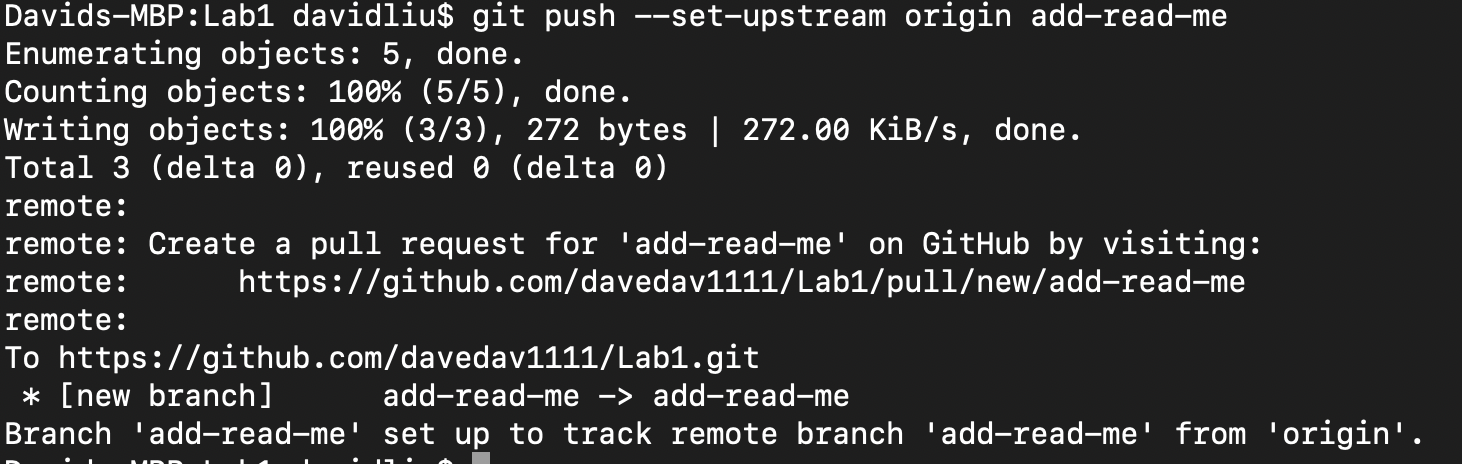 Davids-MBP:Lab1 davidliu$ git push --set-upstream origin add-read-me
Enumerating objects: 5, done.
Counting objects: 100% (5/5), done.
Writing objects: 100% (3/3), 272 bytes | 272.00 KiB/s, done.
Total 3 (delta 0), reused 0 (delta 0)
remote:
remote: Create a pull request for 'add-read-me' on GitHub by visiting:
remote:      https://github.com/davedav1111/Lab1/pull/new/add-read-me
remote:
To https://github.com/davedav1111/Lab1.git
 * [new branch]      add-read-me -> add-read-me
Branch 'add-read-me' set up to track remote branch 'add-read-me' from 'origin'.
Davids-MBP:Lab1 davidliu$